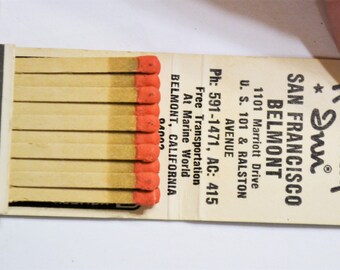 Inn
SAN FRANCISCO
BELMONT
1101 Marriott Drive
U. S. 101 & RALSTON
AVENUE
Ph: 591-1471, AC: 415
Free Transportation
At Marine World
BELMONT, CALIFORNIA